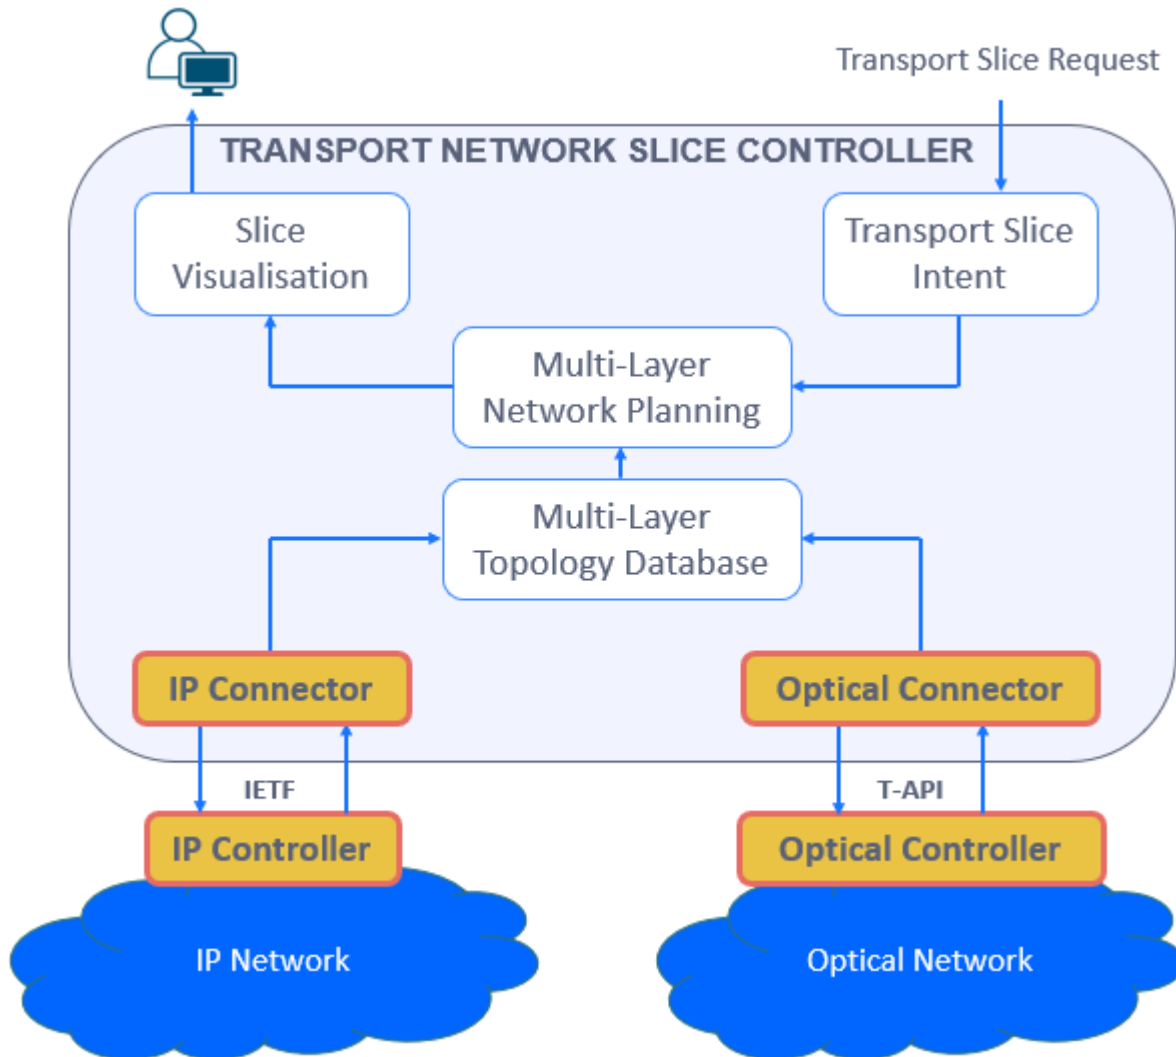 Transport Slice Request
TRANSPORT NETWORK SLICE CONTROLLER
Slice
Visualisation
Transport Slice
Intent
Multi-Layer
Network Planning
Multi-Layer
Topology Database
IP Connector
Optical Connector
IETF
T-API
IP Controller
Optical Controller
IP Network
Optical Network